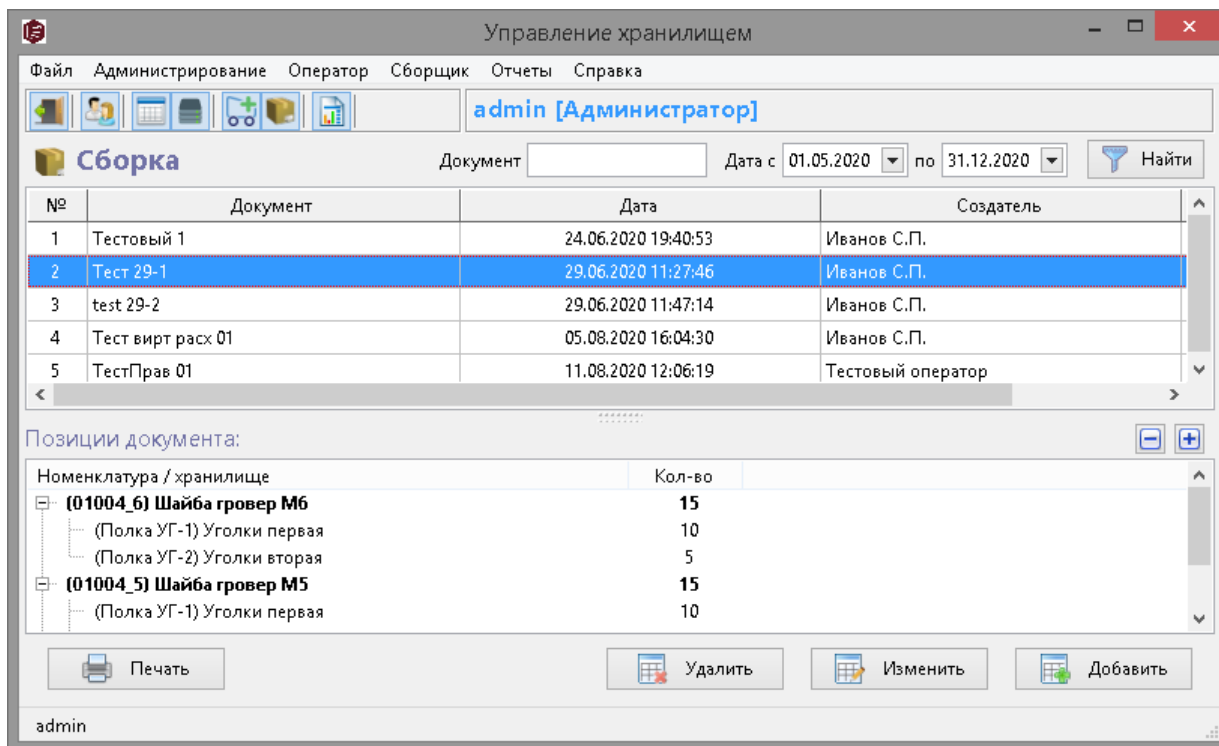 Управление хранилищем
Файл Администрирование Оператор Сборщик Отчеты Справка
admin [Администратор]
Сборка Документ Дата с 01.05.2020 по 31.12.2020 Найти
№ Документ Дата Создатель
1 Тестовый 1 24.06.2020 19:40:53 Иванов С.П.
2 Тест 29-1 29.06.2020 11:27:46 Иванов С.П.
3 test 29-2 29.06.2020 11:47:14 Иванов С.П.
4 Тест вирт расх 01 05.08.2020 16:04:30 Иванов С.П.
5 ТестПрав 01 11.08.2020 12:06:19 Тестовый оператор
Позиции документа:
Номенклатура / хранилище Кол-во
(01004_6) Шайба гровер М6 15
(Полка УГ-1) Уголки первая 10
(Полка УГ-2) Уголки вторая 5
(01004_5) Шайба гровер М5 15
(Полка УГ-1) Уголки первая 10
Печать Удалить Изменить Добавить
admin